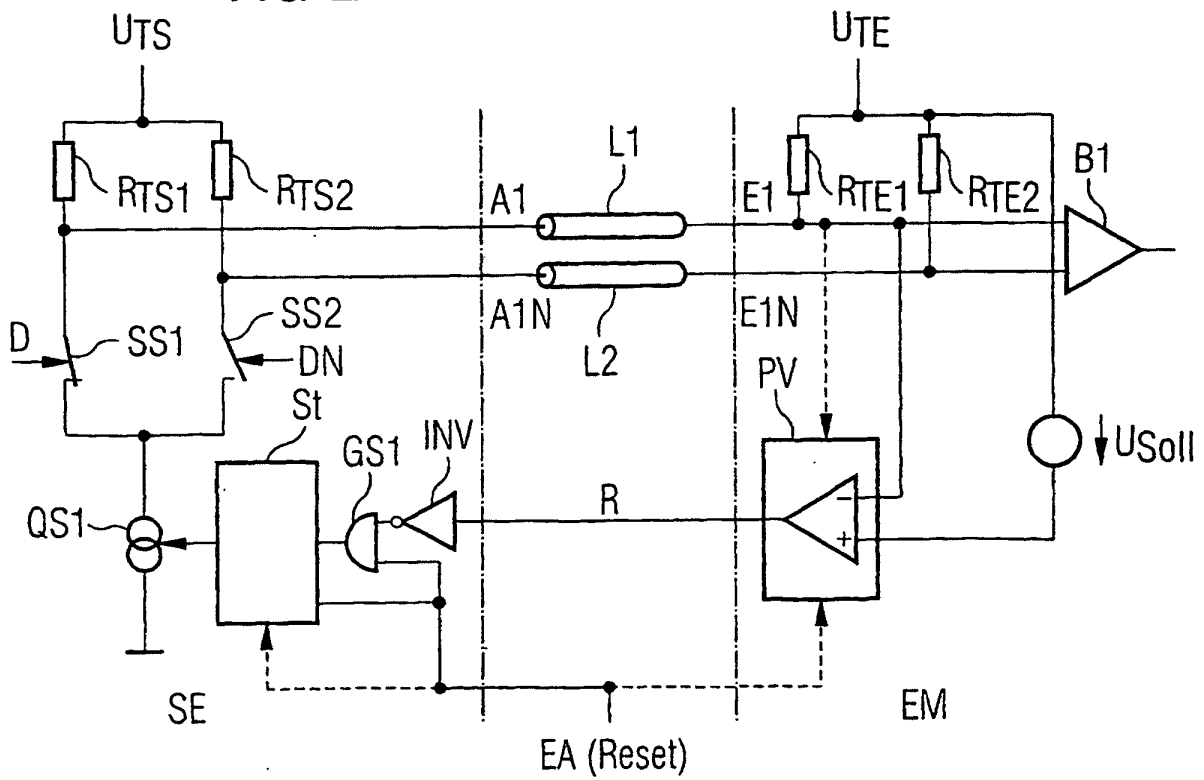 UTS
UTE
RTS1
RTS2
A1
L1
E1
RTE1
RTE2
B1
A1N
L2
E1N
D
SS1
SS2
DN
St
GS1
INV
PV
USoll
R
QS1
-
+
SE
EM
EA (Reset)